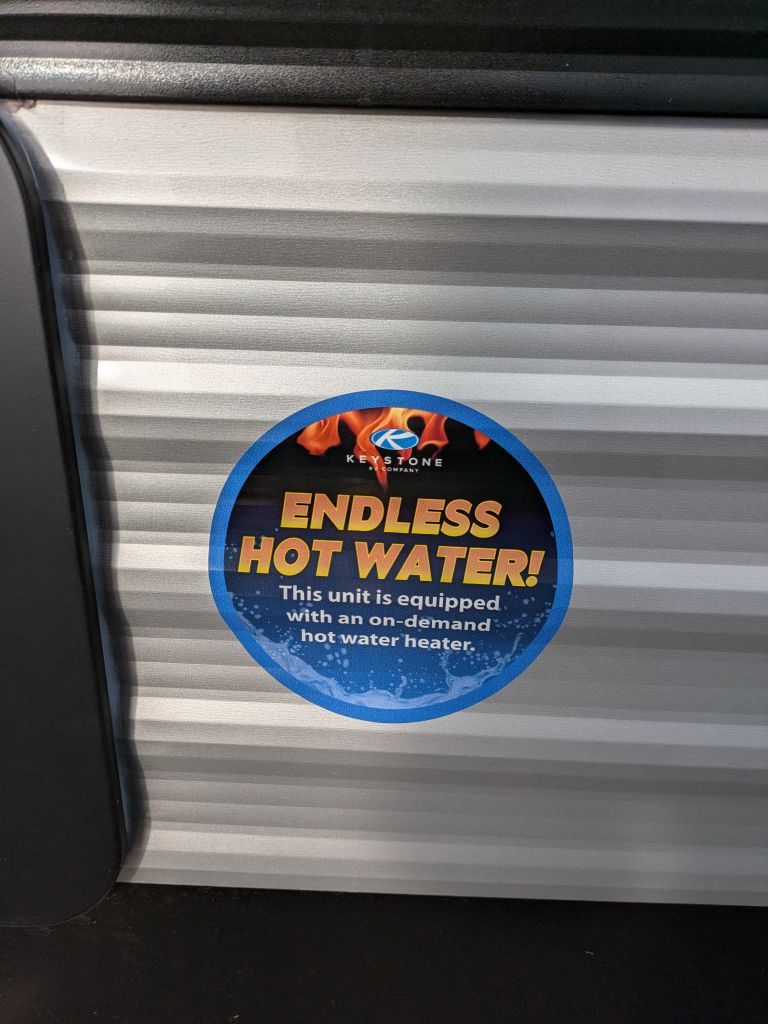 KEYSTONE
RV COMPANY
ENDLESS
HOT WATER!
This unit is equipped
with an on-demand
hot water heater.